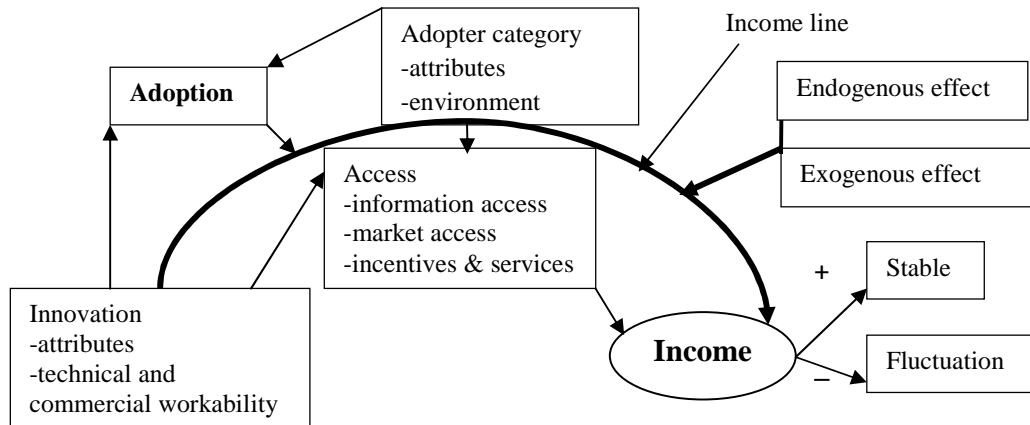 Adopter category
-attributes
-environment
Income line
Adoption
Endogenous effect
Exogenous effect
Access
-information access
-market access
-incentives & services
Innovation
-attributes
-technical and
commercial workability
Income
+
Stable
–
Fluctuation